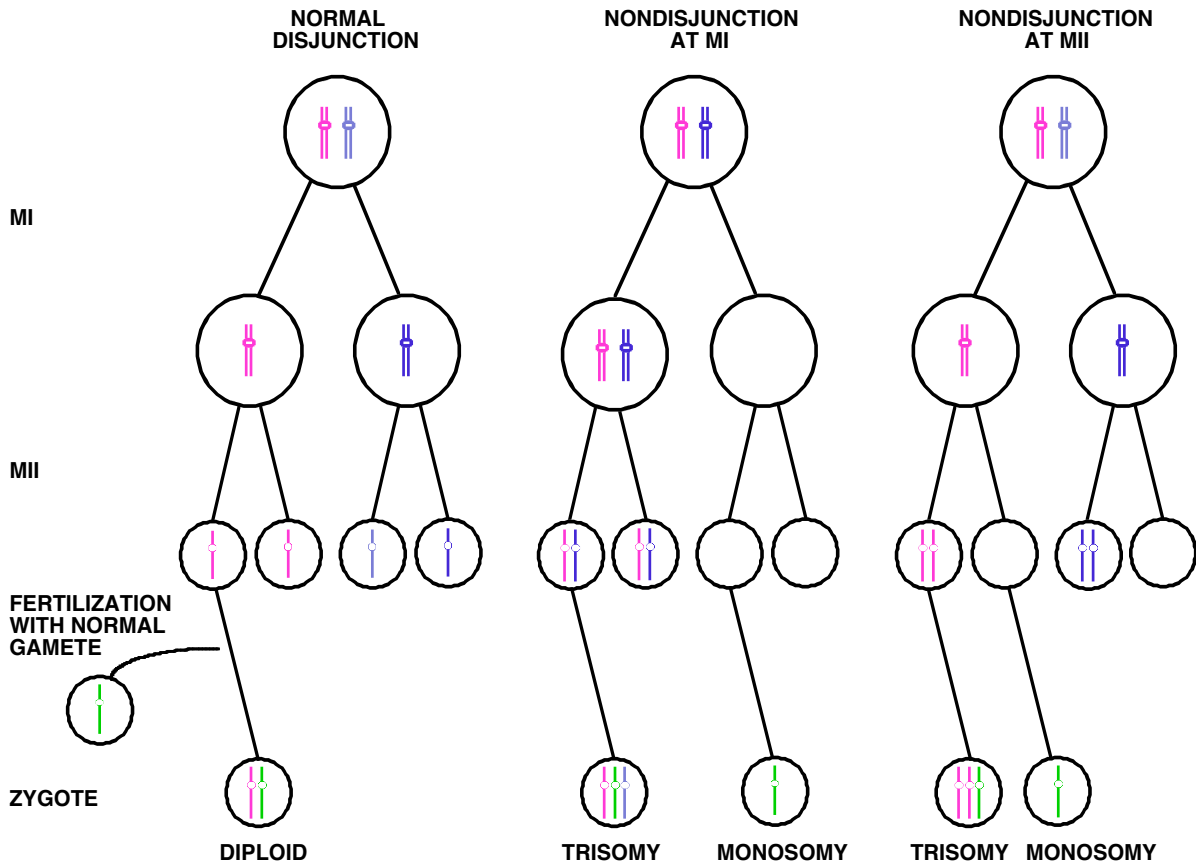 NORMAL
DISJUNCTION
NONDISJUNCTION
AT MI
NONDISJUNCTION
AT MII
MI
MII
FERTILIZATION
WITH NORMAL
GAMETE
ZYGOTE
DIPLOID
TRISOMY
MONOSOMY
TRISOMY
MONOSOMY